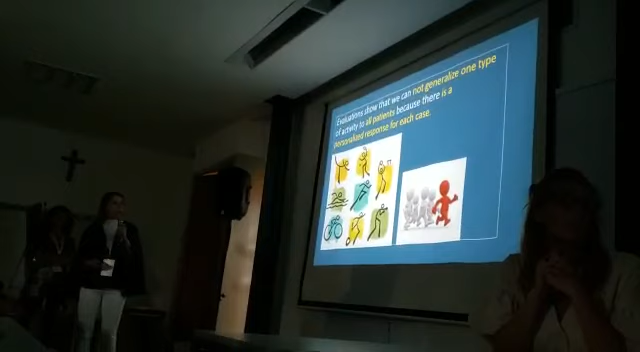 Evaluations show that we can not generalize one type
of activity to all patients because there is a
personalized response for each case.